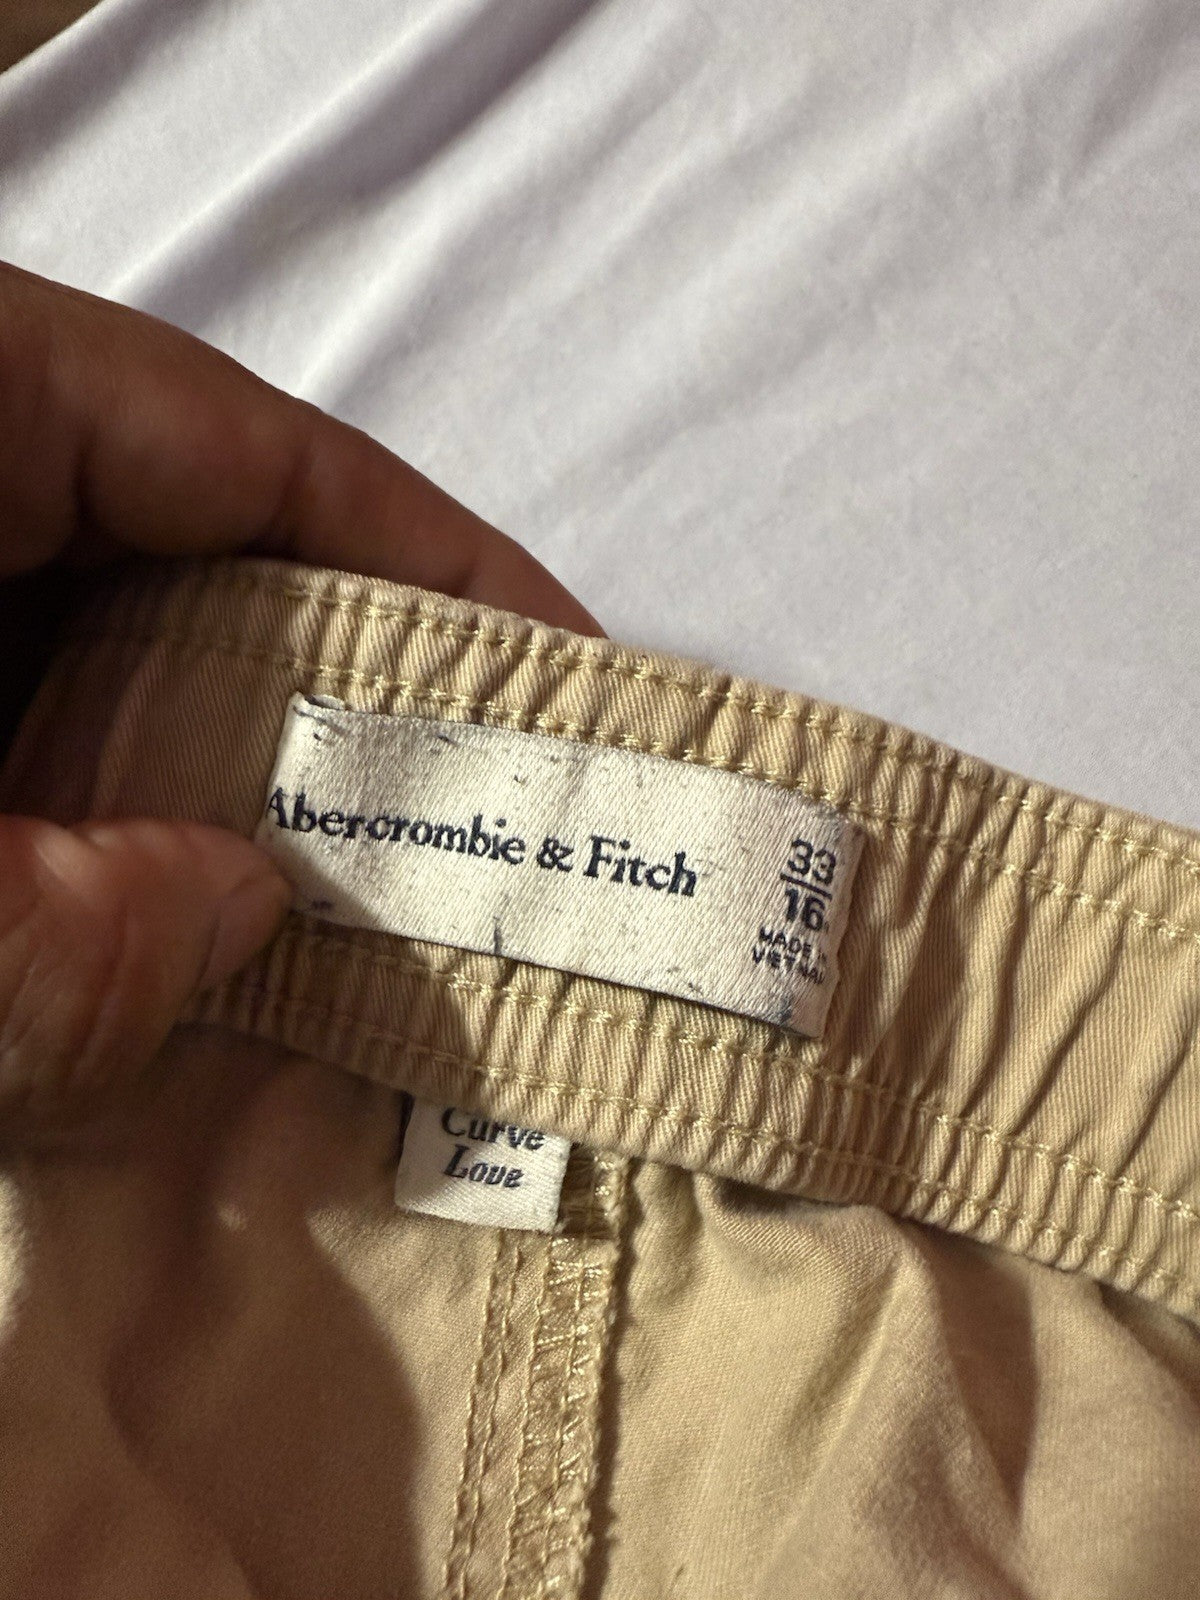 Abercrombie & Fitch
33
16
MADE IN
VIETNAM
Curve
Love